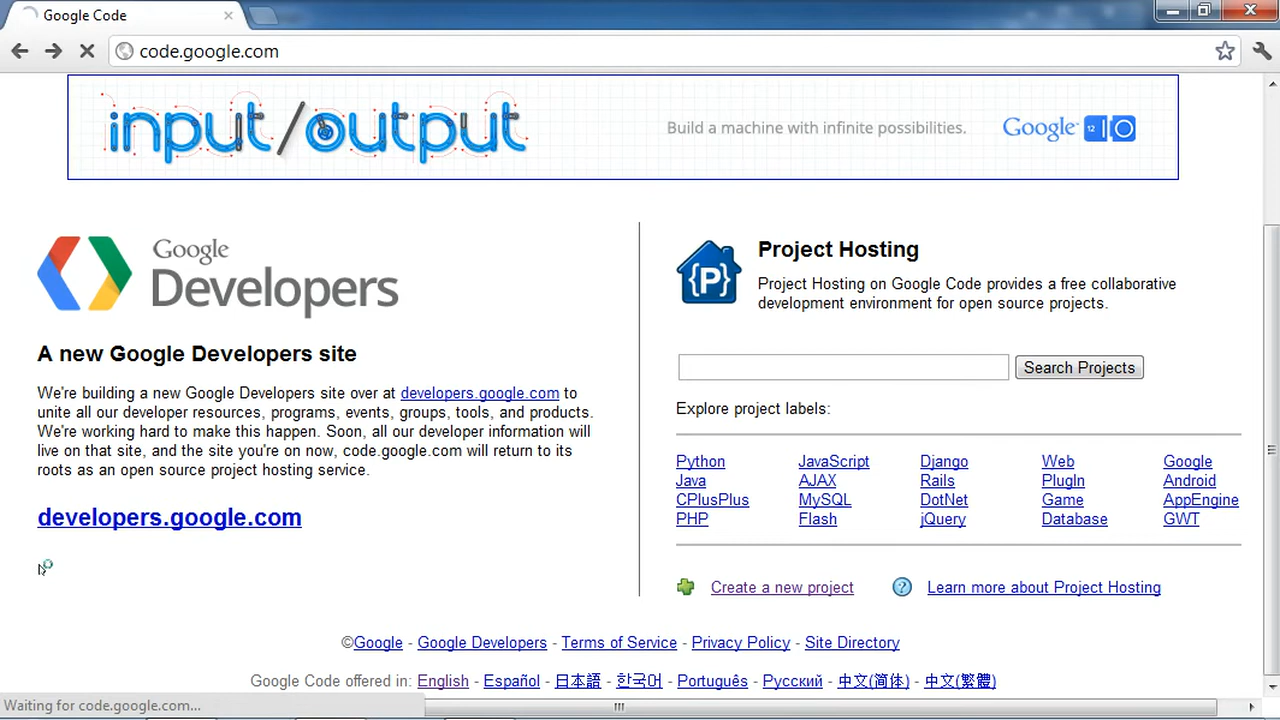 Google Code
code.google.com
input/output
Build a machine with infinite possibilities.
Google 12 IO
Google
Developers
A new Google Developers site
We're building a new Google Developers site over at developers.google.com to
unite all our developer resources, programs, events, groups, tools, and products.
We're working hard to make this happen. Soon, all our developer information will
live on that site, and the site you're on now, code.google.com will return to its
roots as an open source project hosting service.
developers.google.com
{P}
Project Hosting
Project Hosting on Google Code provides a free collaborative
development environment for open source projects.
Search Projects
Explore project labels:
Python JavaScript Django Web Google
Java AJAX Rails PlugIn Android
CPlusPlus MySQL DotNet Game AppEngine
PHP Flash jQuery Database GWT
Create a new project ? Learn more about Project Hosting
©Google - Google Developers - Terms of Service - Privacy Policy - Site Directory
Google Code offered in: English - Español - 日本語 - 한국어 - Português - Русский - 中文(简体) - 中文(繁體)
Waiting for code.google.com...